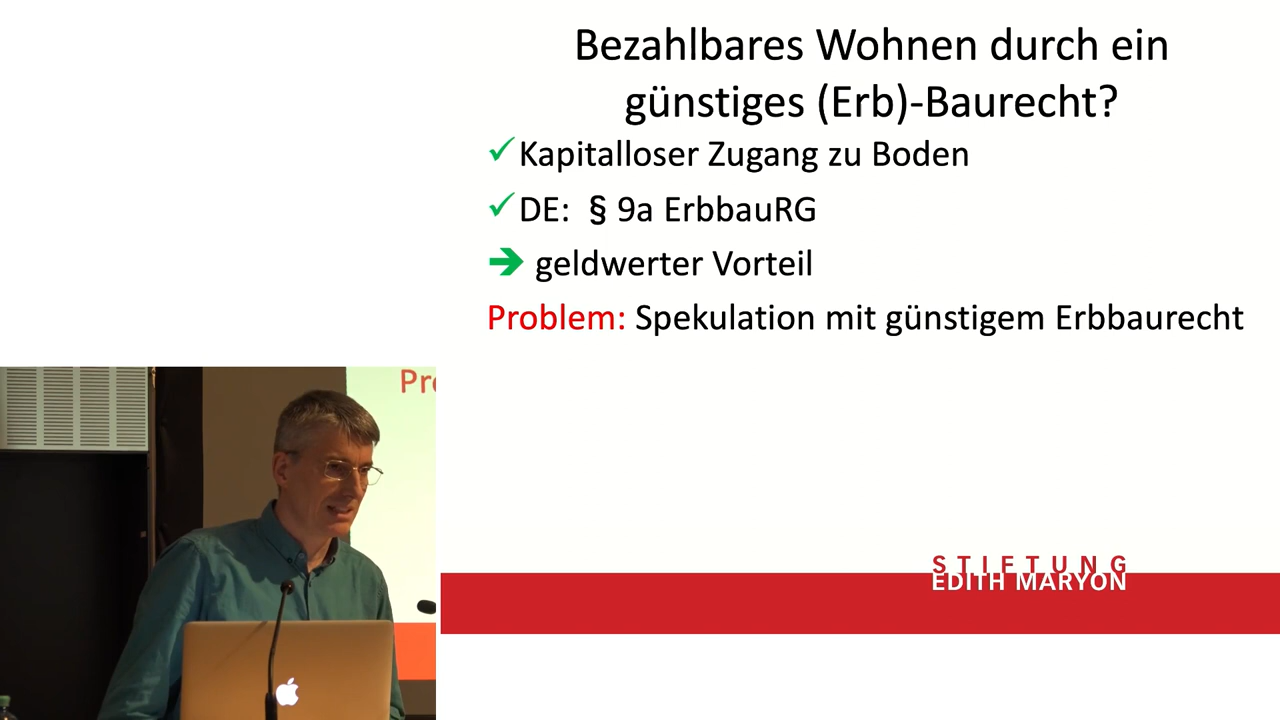 Bezahlbares Wohnen durch ein
günstiges (Erb)-Baurecht?
✓Kapitalloser Zugang zu Boden
✓DE: § 9a ErbbauRG
➔ geldwerter Vorteil
Problem: Spekulation mit günstigem Erbbaurecht
Pro
STIFTUNG
EDITH MARYON